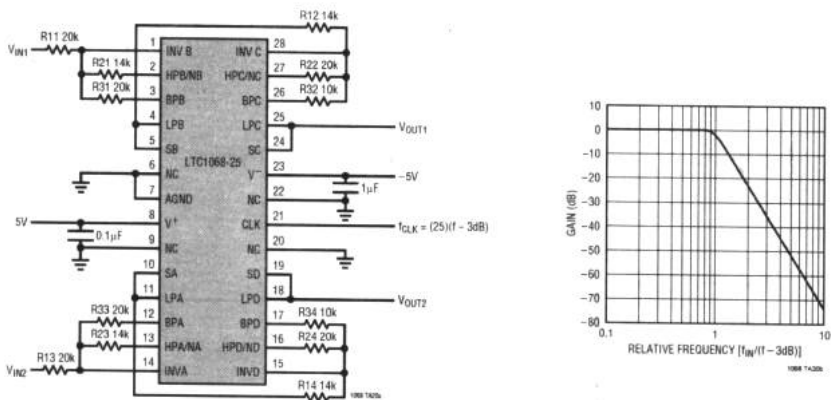 R12 14k
VIN1
R11 20k
1
INV B
INV C
28
R21 14k
2
HPB/NB
HPC/NC
27
R22 20k
R31 20k
3
BPB
BPC
26
R32 10k
4
LPB
LPC
25
VOUT1
5
SB
SC
24
LTC1068-25
6
NC
V−
23
−5V
7
AGND
NC
22
1µF
5V
8
V+
CLK
21
fCLK = (25)(f − 3dB)
0.1µF
9
NC
NC
20
10
SA
SD
19
11
LPA
LPD
18
VOUT2
R33 20k
12
BPA
BPD
17
R34 10k
R23 14k
13
HPA/NA
HPD/ND
16
R24 20k
VIN2
R13 20k
14
INVA
INVD
15
R14 14k
GAIN (dB)
10
0
−10
−20
−30
−40
−50
−60
−70
−80
0.1
1
10
RELATIVE FREQUENCY [fIN/(f − 3dB)]